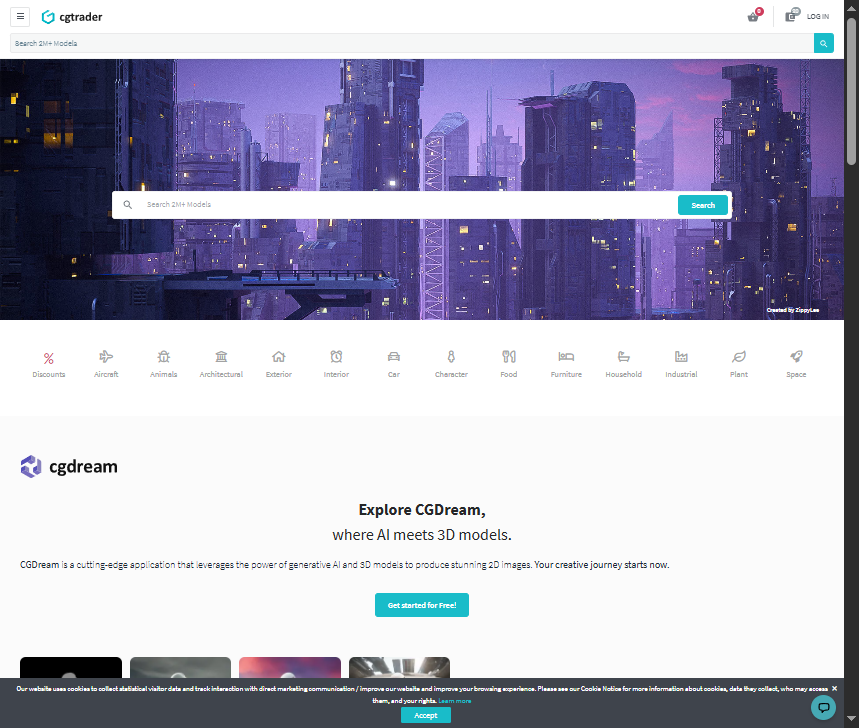 cgtrader
0
LOG IN
Search 2M+ Models
Search 2M+ Models
Search
Created by ZippyLee
Discounts
Aircraft
Animals
Architectural
Exterior
Interior
Car
Character
Food
Furniture
Household
Industrial
Plant
Space
cgdream
Explore CGDream,
where AI meets 3D models.
CGDream is a cutting-edge application that leverages the power of generative AI and 3D models to produce stunning 2D images. Your creative journey starts now.
Get started for Free!
Our website uses cookies to collect statistical visitor data and track interaction with direct marketing communication / improve our website and improve your browsing experience. Please see our Cookie Notice for more information about cookies, data they collect, who may access
them, and your rights. Learn more
Accept